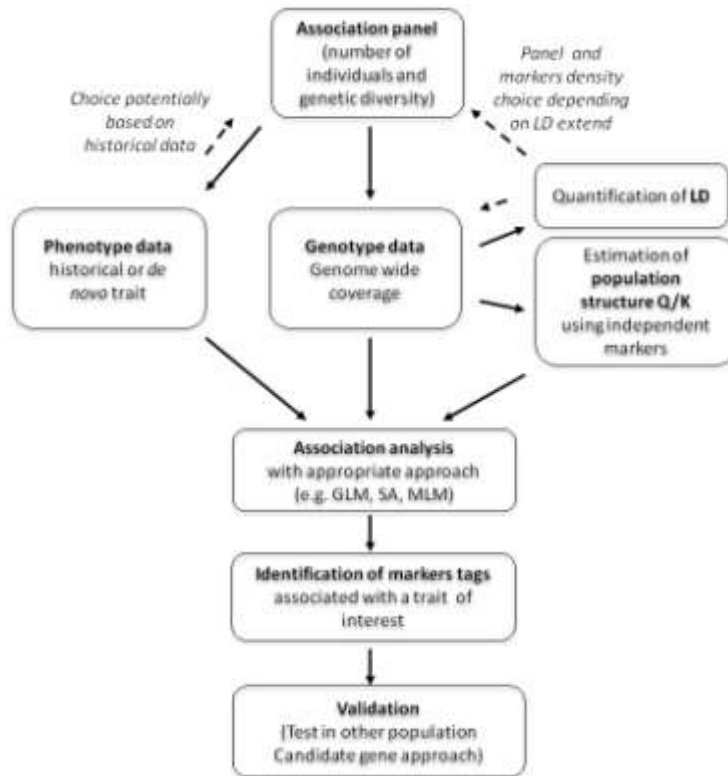 Association panel
(number of
individuals and
genetic diversity)
Choice potentially
based on
historical data
Panel and
markers density
choice depending
on LD extend
Quantification of LD
Phenotype data
historical or de
novo trait
Genotype data
Genome wide
coverage
Estimation of
population
structure Q/K
using independent
markers
Association analysis
with appropriate approach
(e.g. GLM, SA, MLM)
Identification of markers tags
associated with a trait of
interest
Validation
(Test in other population
Candidate gene approach)